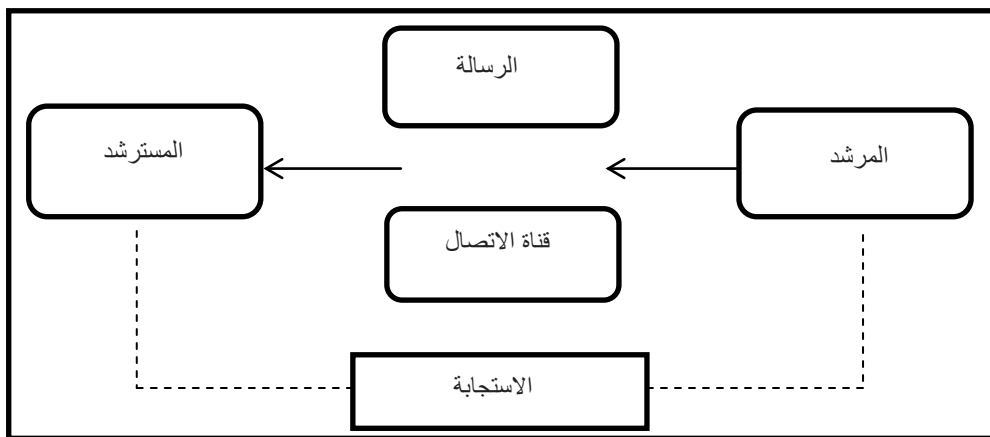 الرسالة
المرشد
المسترشد
قناة الاتصال
الاستجابة